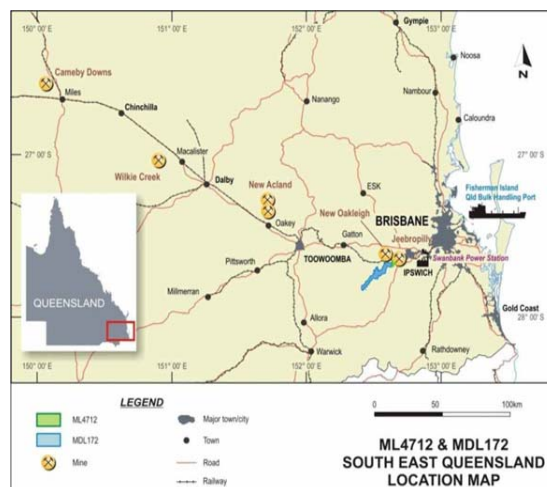 150° 00' E
151° 00' E
152° 00' E
153° 00' E
Gympie
Noosa
N
Cameby Downs
Miles
Chinchilla
Nanango
Nambour
Caloundra
27° 00' S
27° 00' S
Macalister
Wilkie Creek
Dalby
New Acland
ESK
Fisherman Island
Qld Bulk Handling Port
New Oakleigh
BRISBANE
Oakey
Gatton
Jeebropilly
TOOWOOMBA
Swanbank Power Station
IPSWICH
Pittsworth
QUEENSLAND
Millmerran
Gold Coast
Allora
28° 00' S
28° 00' S
Warwick
Rathdowney
150° 00' E
151° 00' E
152° 00' E
153° 00' E
LEGEND
ML4712
MDL172
Mine
Major town/city
Town
Road
Railway
0
50
100km
ML4712 & MDL172
SOUTH EAST QUEENSLAND
LOCATION MAP